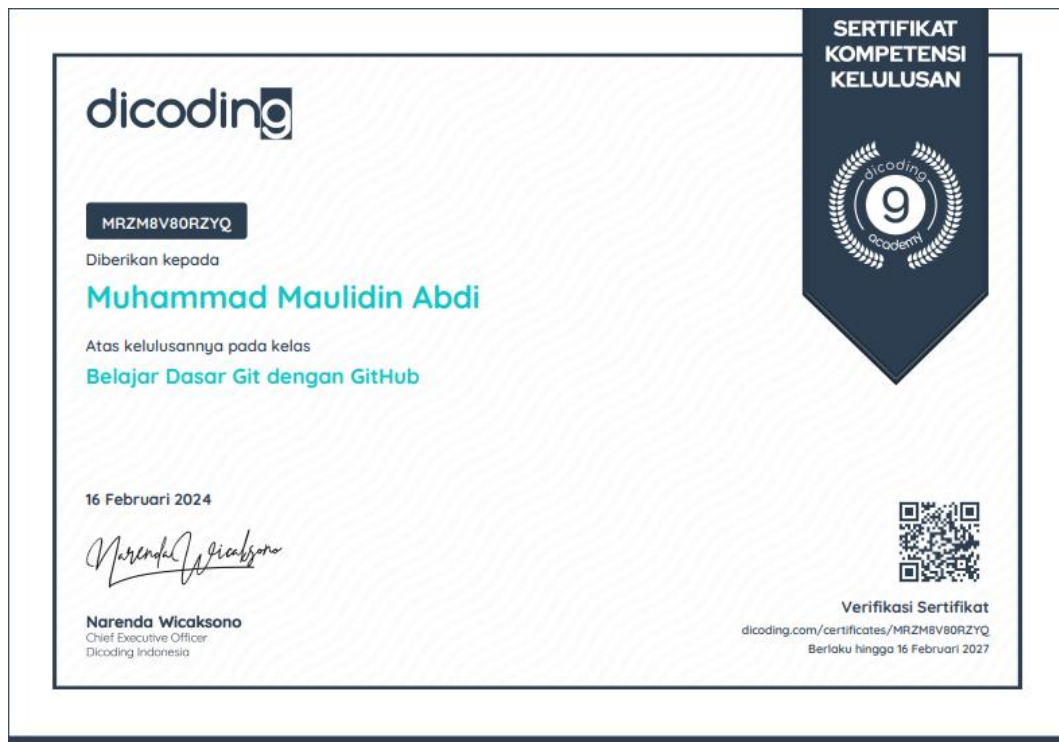 SERTIFIKAT
KOMPETENSI
KELULUSAN
dicoding
dicoding
9
academy
MRZM8V80RZYQ
Diberikan kepada
Muhammad Maulidin Abdi
Atas kelulusannya pada kelas
Belajar Dasar Git dengan GitHub
16 Februari 2024
Narenda Wicaksono
Narenda Wicaksono
Chief Executive Officer
Dicoding Indonesia
Verifikasi Sertifikat
dicoding.com/certificates/MRZM8V80RZYQ
Berlaku hingga 16 Februari 2027